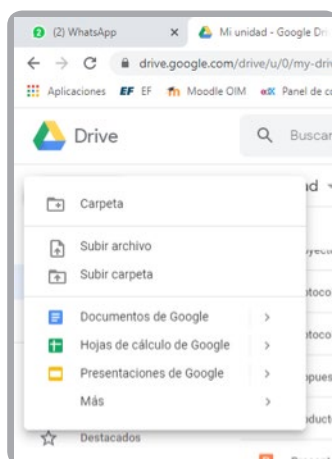 (2) WhatsApp
Mi unidad - Google Dri
drive.google.com/drive/u/0/my-driv
Aplicaciones EF EF Moodle OIM edX Panel de co
Drive
Buscar
Carpeta
Subir archivo
Subir carpeta
Documentos de Google
Hojas de cálculo de Google
Presentaciones de Google
Más
Destacados